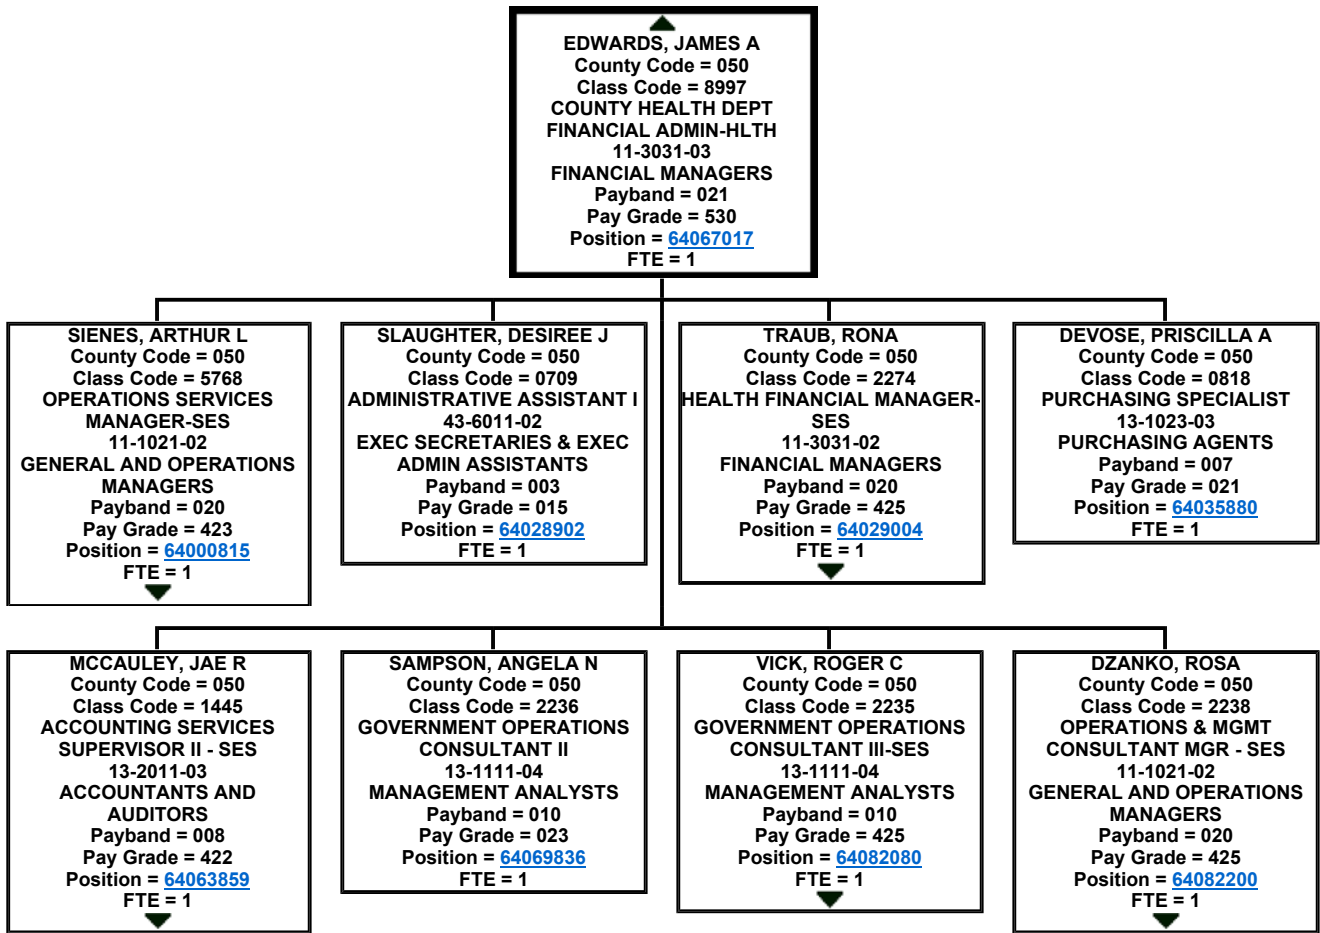 EDWARDS, JAMES A
County Code = 050
Class Code = 8997
COUNTY HEALTH DEPT
FINANCIAL ADMIN-HLTH
11-3031-03
FINANCIAL MANAGERS
Payband = 021
Pay Grade = 530
Position = 64067017
FTE = 1
SIENES, ARTHUR L
County Code = 050
Class Code = 5768
OPERATIONS SERVICES
MANAGER-SES
11-1021-02
GENERAL AND OPERATIONS
MANAGERS
Payband = 020
Pay Grade = 423
Position = 64000815
FTE = 1
SLAUGHTER, DESIREE J
County Code = 050
Class Code = 0709
ADMINISTRATIVE ASSISTANT I
43-6011-02
EXEC SECRETARIES & EXEC
ADMIN ASSISTANTS
Payband = 003
Pay Grade = 015
Position = 64028902
FTE = 1
TRAUB, RONA
County Code = 050
Class Code = 2274
HEALTH FINANCIAL MANAGER-
SES
11-3031-02
FINANCIAL MANAGERS
Payband = 020
Pay Grade = 425
Position = 64029004
FTE = 1
DEVOSE, PRISCILLA A
County Code = 050
Class Code = 0818
PURCHASING SPECIALIST
13-1023-03
PURCHASING AGENTS
Payband = 007
Pay Grade = 021
Position = 64035880
FTE = 1
MCCAULEY, JAE R
County Code = 050
Class Code = 1445
ACCOUNTING SERVICES
SUPERVISOR II - SES
13-2011-03
ACCOUNTANTS AND
AUDITORS
Payband = 008
Pay Grade = 422
Position = 64063859
FTE = 1
SAMPSON, ANGELA N
County Code = 050
Class Code = 2236
GOVERNMENT OPERATIONS
CONSULTANT II
13-1111-04
MANAGEMENT ANALYSTS
Payband = 010
Pay Grade = 023
Position = 64069836
FTE = 1
VICK, ROGER C
County Code = 050
Class Code = 2235
GOVERNMENT OPERATIONS
CONSULTANT III-SES
13-1111-04
MANAGEMENT ANALYSTS
Payband = 010
Pay Grade = 425
Position = 64082080
FTE = 1
DZANKO, ROSA
County Code = 050
Class Code = 2238
OPERATIONS & MGMT
CONSULTANT MGR - SES
11-1021-02
GENERAL AND OPERATIONS
MANAGERS
Payband = 020
Pay Grade = 425
Position = 64082200
FTE = 1